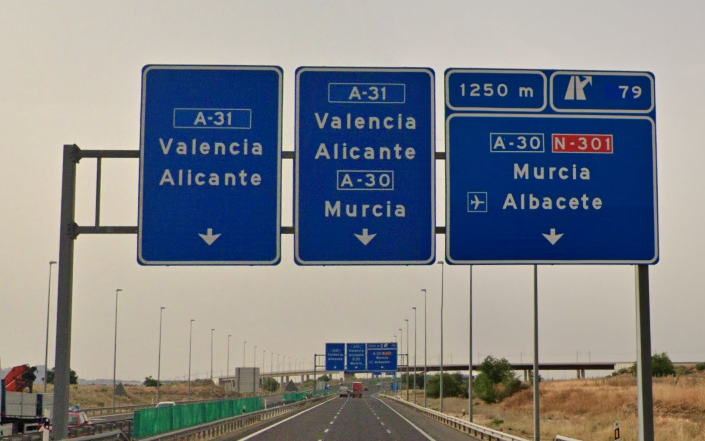 A-31
Valencia
Alicante
A-31
Valencia
Alicante
A-30
Murcia
1250 m 79
A-30 N-301
Murcia
Albacete